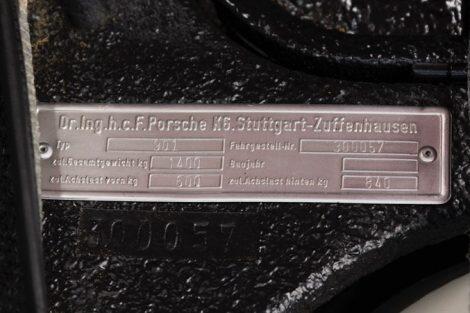 Dr.Ing.h.c.F.Porsche KG.Stuttgart-Zuffenhausen
Typ 901 Fahrgestell-Nr. 300057
zul.Gesamtgewicht kg 1400 Baujahr
zul.Achslast vorn kg 600 zul.Achslast hinten kg 840
300057